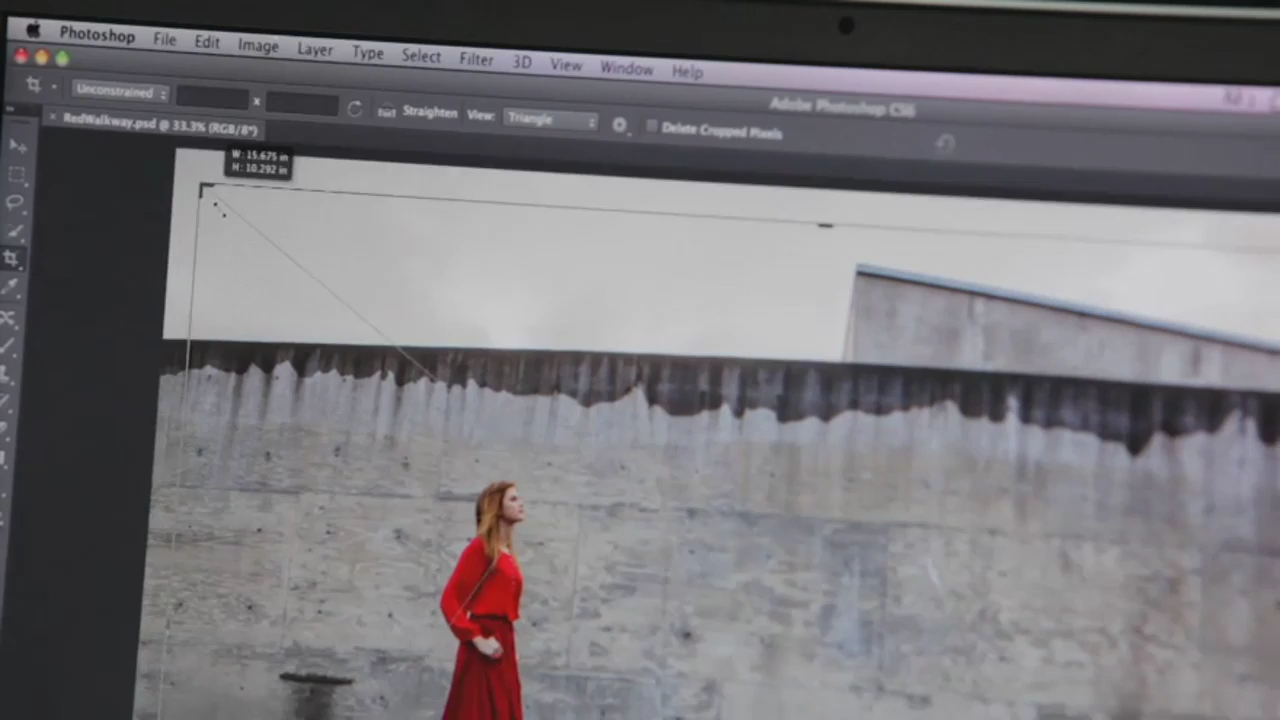 Photoshop File Edit Image Layer Type Select Filter 3D View Window Help
Adobe Photoshop CS6
Unconstrained x Straighten View: Triangle Delete Cropped Pixels
× RedWalkway.psd @ 33.3% (RGB/8*)
W: 15.675 in
H: 10.292 in